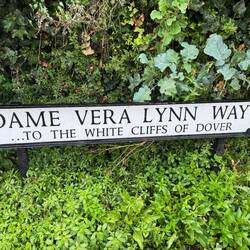 DAME VERA LYNN WAY
...TO THE WHITE CLIFFS OF DOVER